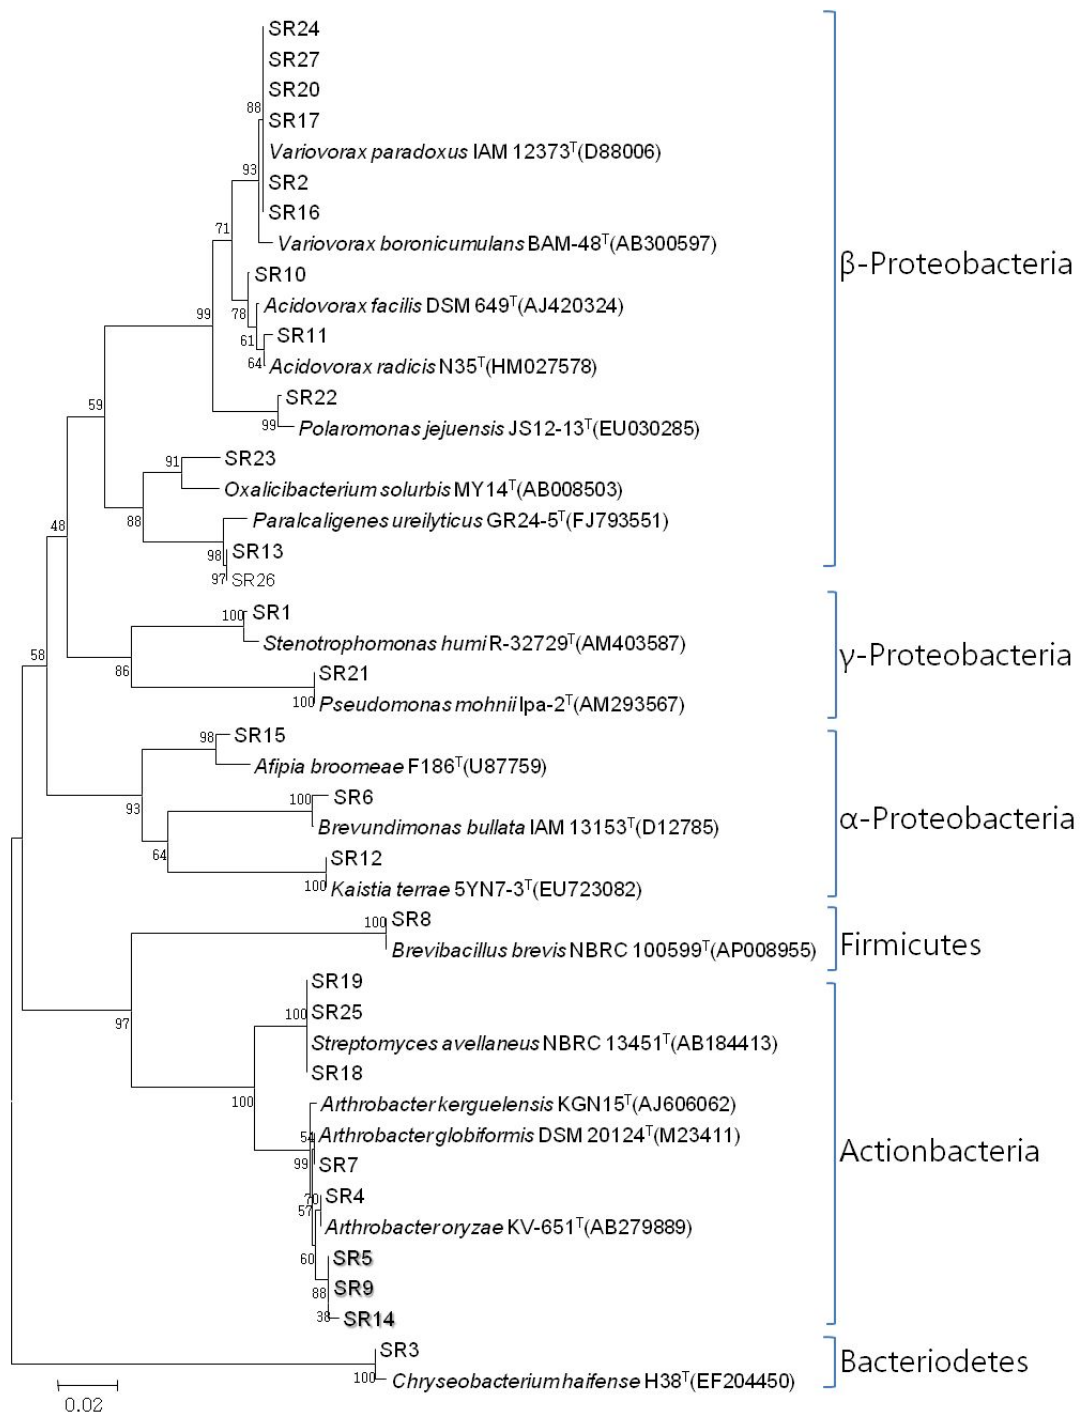 SR24
SR27
SR20
88
SR17
Variovorax paradoxus IAM 12373ᵀ(D88006)
93
SR2
SR16
71
Variovorax boronicumulans BAM-48ᵀ(AB300597)
β-Proteobacteria
SR10
Acidovorax facilis DSM 649ᵀ(AJ420324)
99
78
SR11
61
64
Acidovorax radicis N35ᵀ(HM027578)
SR22
59
99
Polaromonas jejuensis JS12-13ᵀ(EU030285)
91
SR23
Oxalicibacterium solurbis MY14ᵀ(AB008503)
88
Paralcaligenes ureilyticus GR24-5ᵀ(FJ793551)
48
98
SR13
97
SR26
100
SR1
Stenotrophomonas humi R-32729ᵀ(AM403587)
58
γ-Proteobacteria
86
SR21
100
Pseudomonas mohnii Ipa-2ᵀ(AM293567)
98
SR15
Afipia broomeae F186ᵀ(U87759)
93
100
SR6
α-Proteobacteria
Brevundimonas bullata IAM 13153ᵀ(D12785)
64
SR12
100
Kaistia terrae 5YN7-3ᵀ(EU723082)
100
SR8
Brevibacillus brevis NBRC 100599ᵀ(AP008955)
Firmicutes
SR19
100
SR25
97
Streptomyces avellaneus NBRC 13451ᵀ(AB184413)
SR18
100
Arthrobacter kerguelensis KGN15ᵀ(AJ606062)
54
Arthrobacter globiformis DSM 20124ᵀ(M23411)
Actionbacteria
99
SR7
70
SR4
57
Arthrobacter oryzae KV-651ᵀ(AB279889)
60
SR5
88
SR9
38
SR14
SR3
Bacteriodetes
100
Chryseobacterium haifense H38ᵀ(EF204450)
0.02